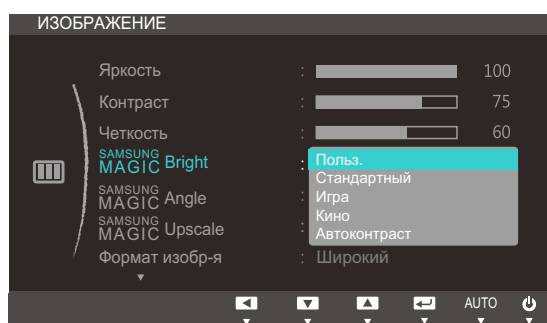 ИЗОБРАЖЕНИЕ
Яркость : 100
Контраст : 75
Четкость : 60
SAMSUNG
MAGIC Bright : Польз.
Стандартный
SAMSUNG
MAGIC Angle : Игра
Кино
SAMSUNG
MAGIC Upscale : Автоконтраст
Формат изобр-я : Широкий
AUTO